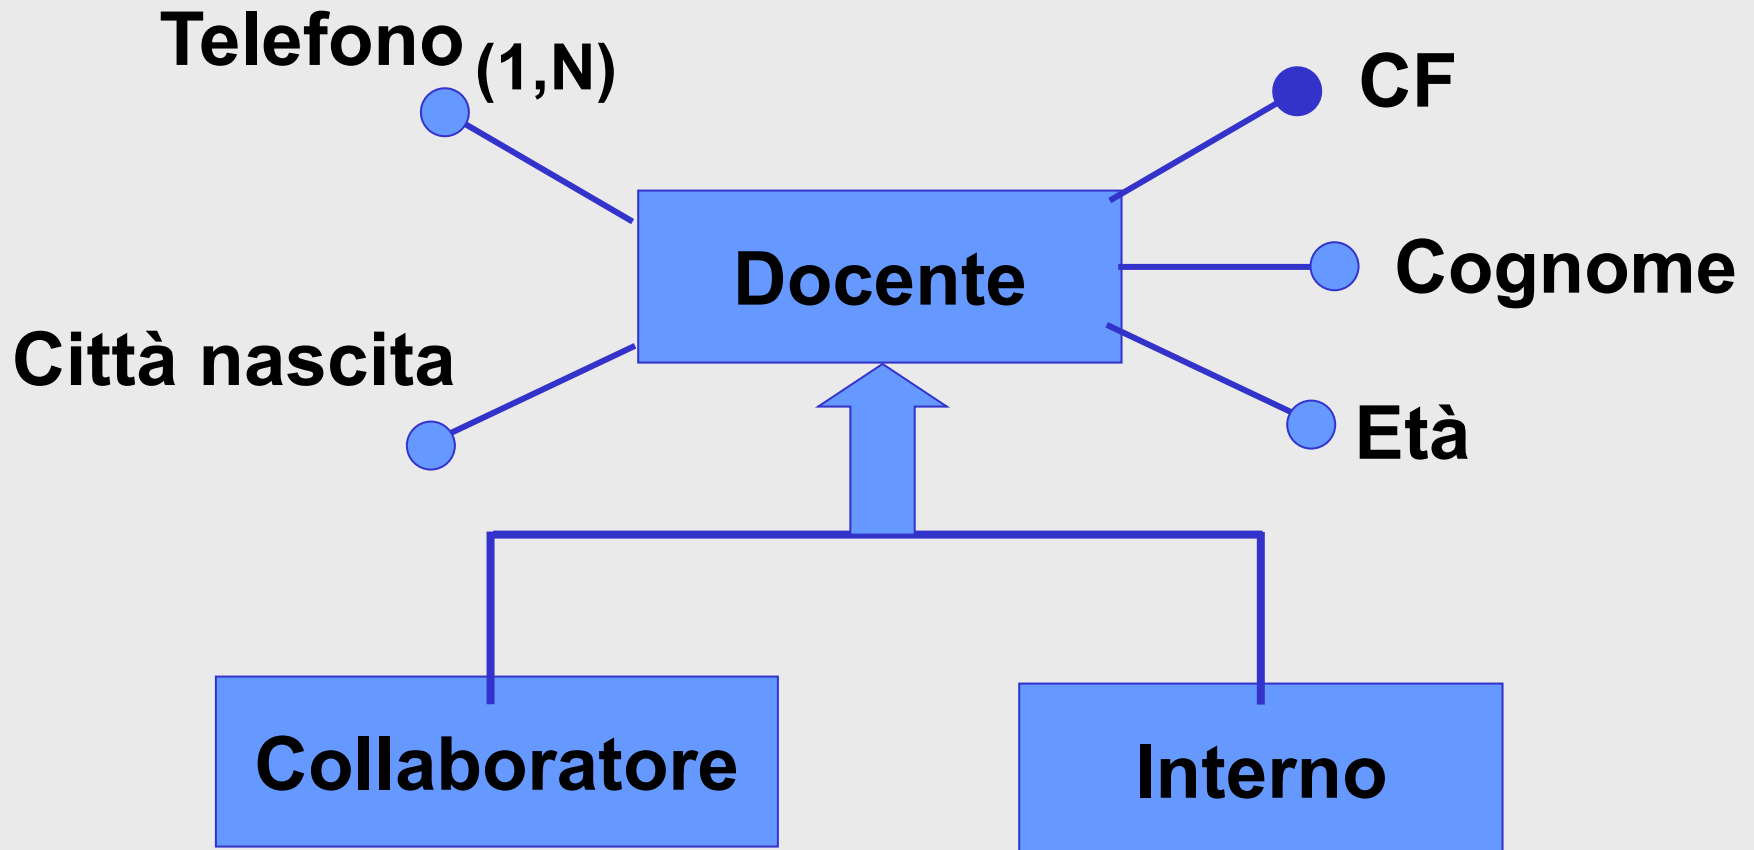 Telefono (1,N)
CF
Docente
Cognome
Città nascita
Età
Collaboratore
Interno